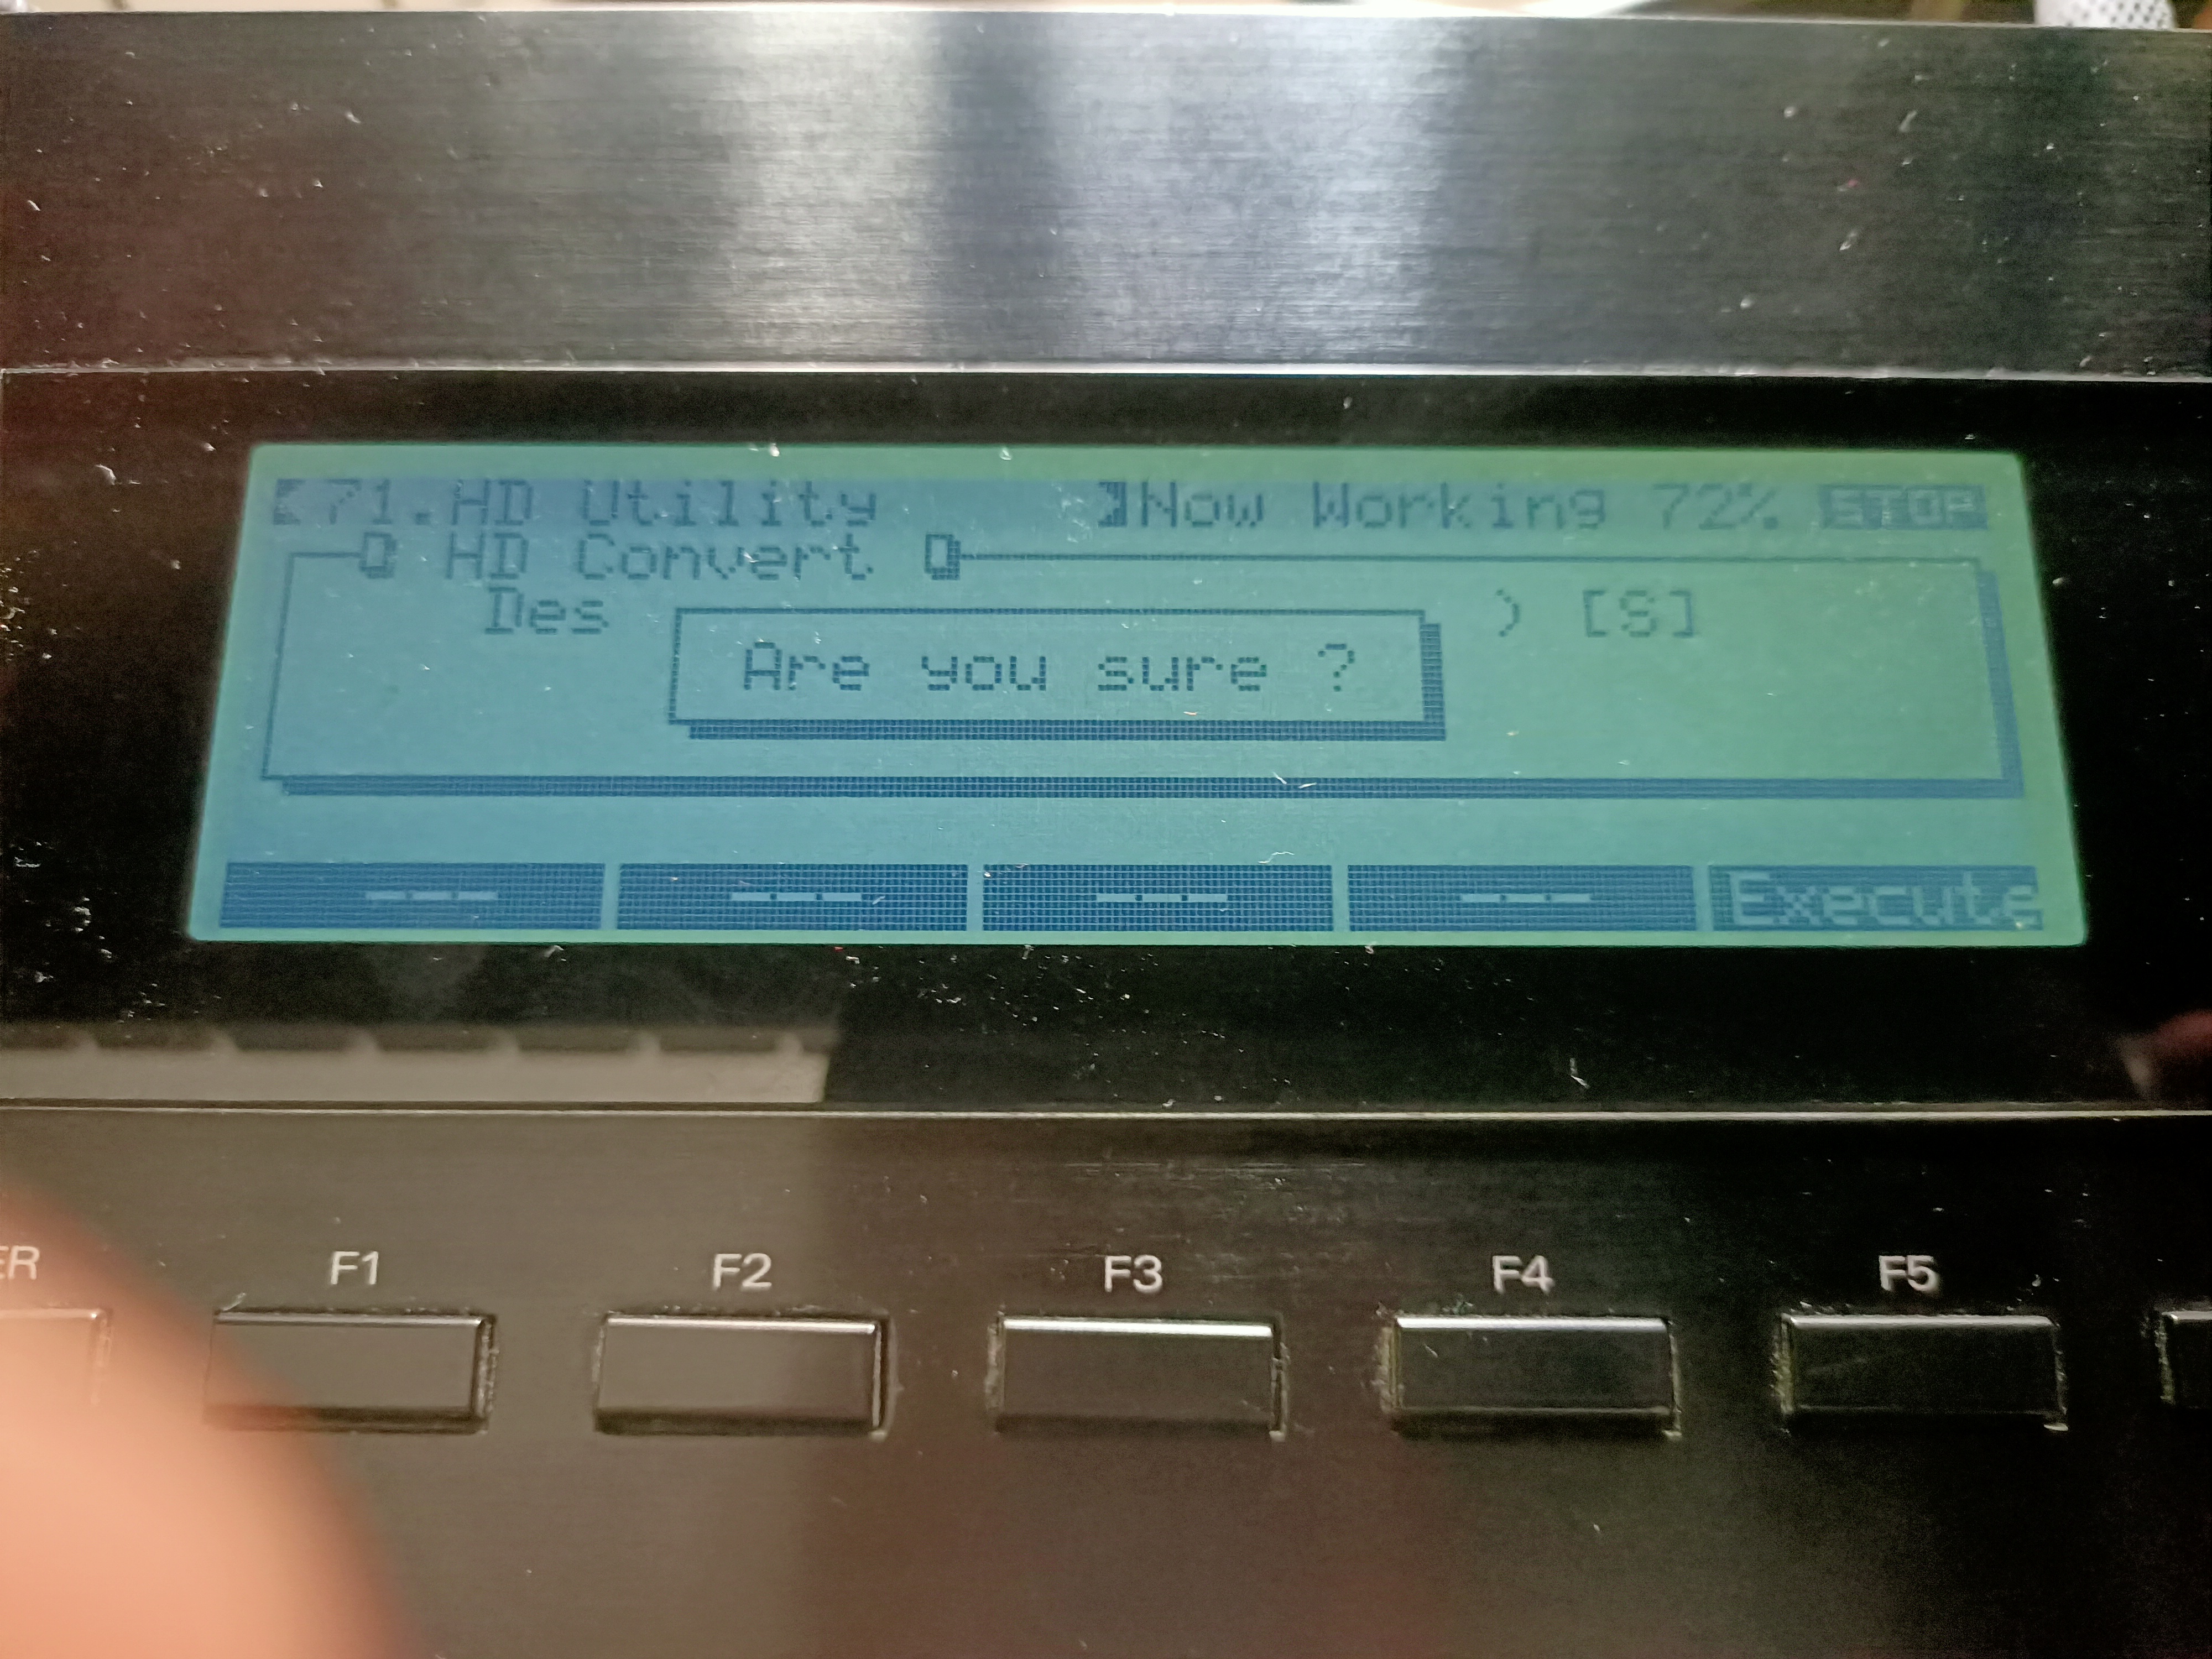 71.HD Utility Now Working 72% STOP
HD Convert
Des ) [S]
Are you sure ?
--- --- --- --- Execute
ER F1 F2 F3 F4 F5